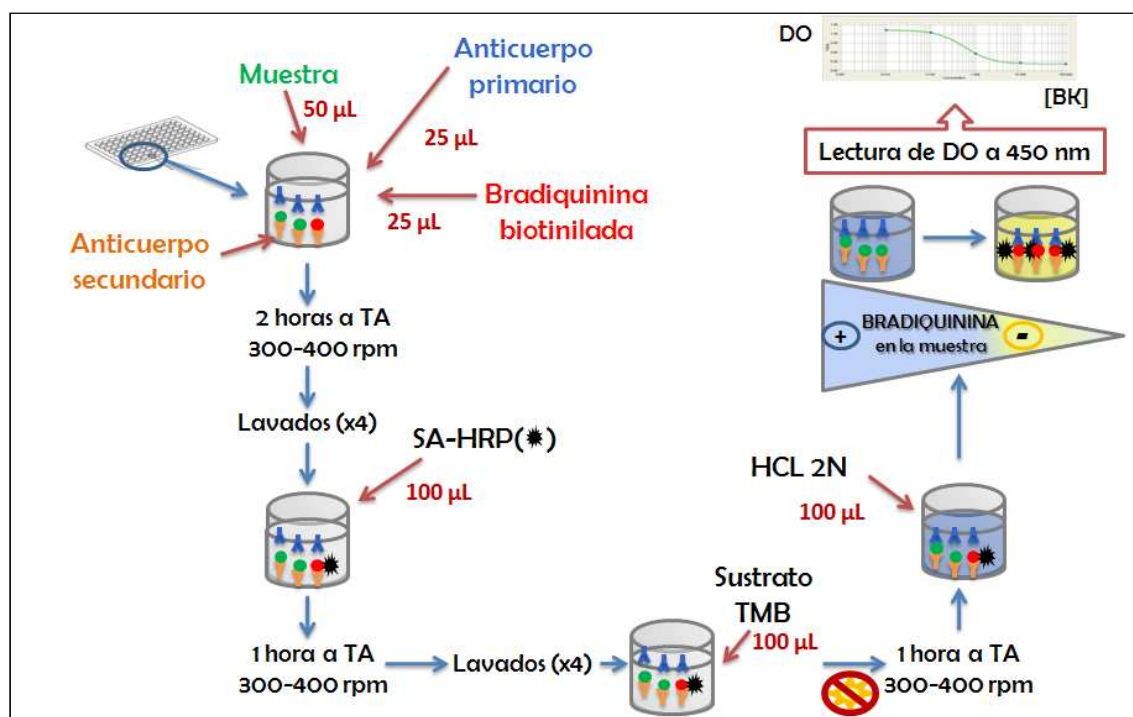 Muestra
50 µL
Anticuerpo
primario
25 µL
Bradiquinina
biotinilada
25 µL
Anticuerpo
secundario
2 horas a TA
300-400 rpm
Lavados (x4)
SA-HRP( )
100 µL
1 hora a TA
300-400 rpm
Lavados (x4)
Sustrato
TMB
100 µL
1 hora a TA
300-400 rpm
HCL 2N
100 µL
+
BRADIQUININA
en la muestra
-
Lectura de DO a 450 nm
DO
[BK]